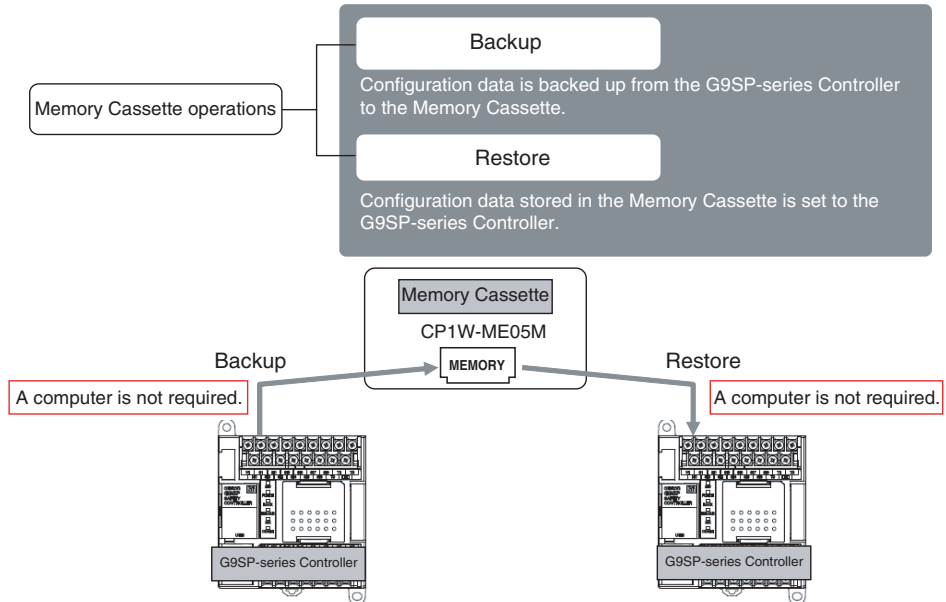 Backup
Configuration data is backed up from the G9SP-series Controller
to the Memory Cassette.
Memory Cassette operations
Restore
Configuration data stored in the Memory Cassette is set to the
G9SP-series Controller.
Memory Cassette
CP1W-ME05M
MEMORY
Backup
Restore
A computer is not required.
A computer is not required.
G9SP-series Controller
G9SP-series Controller